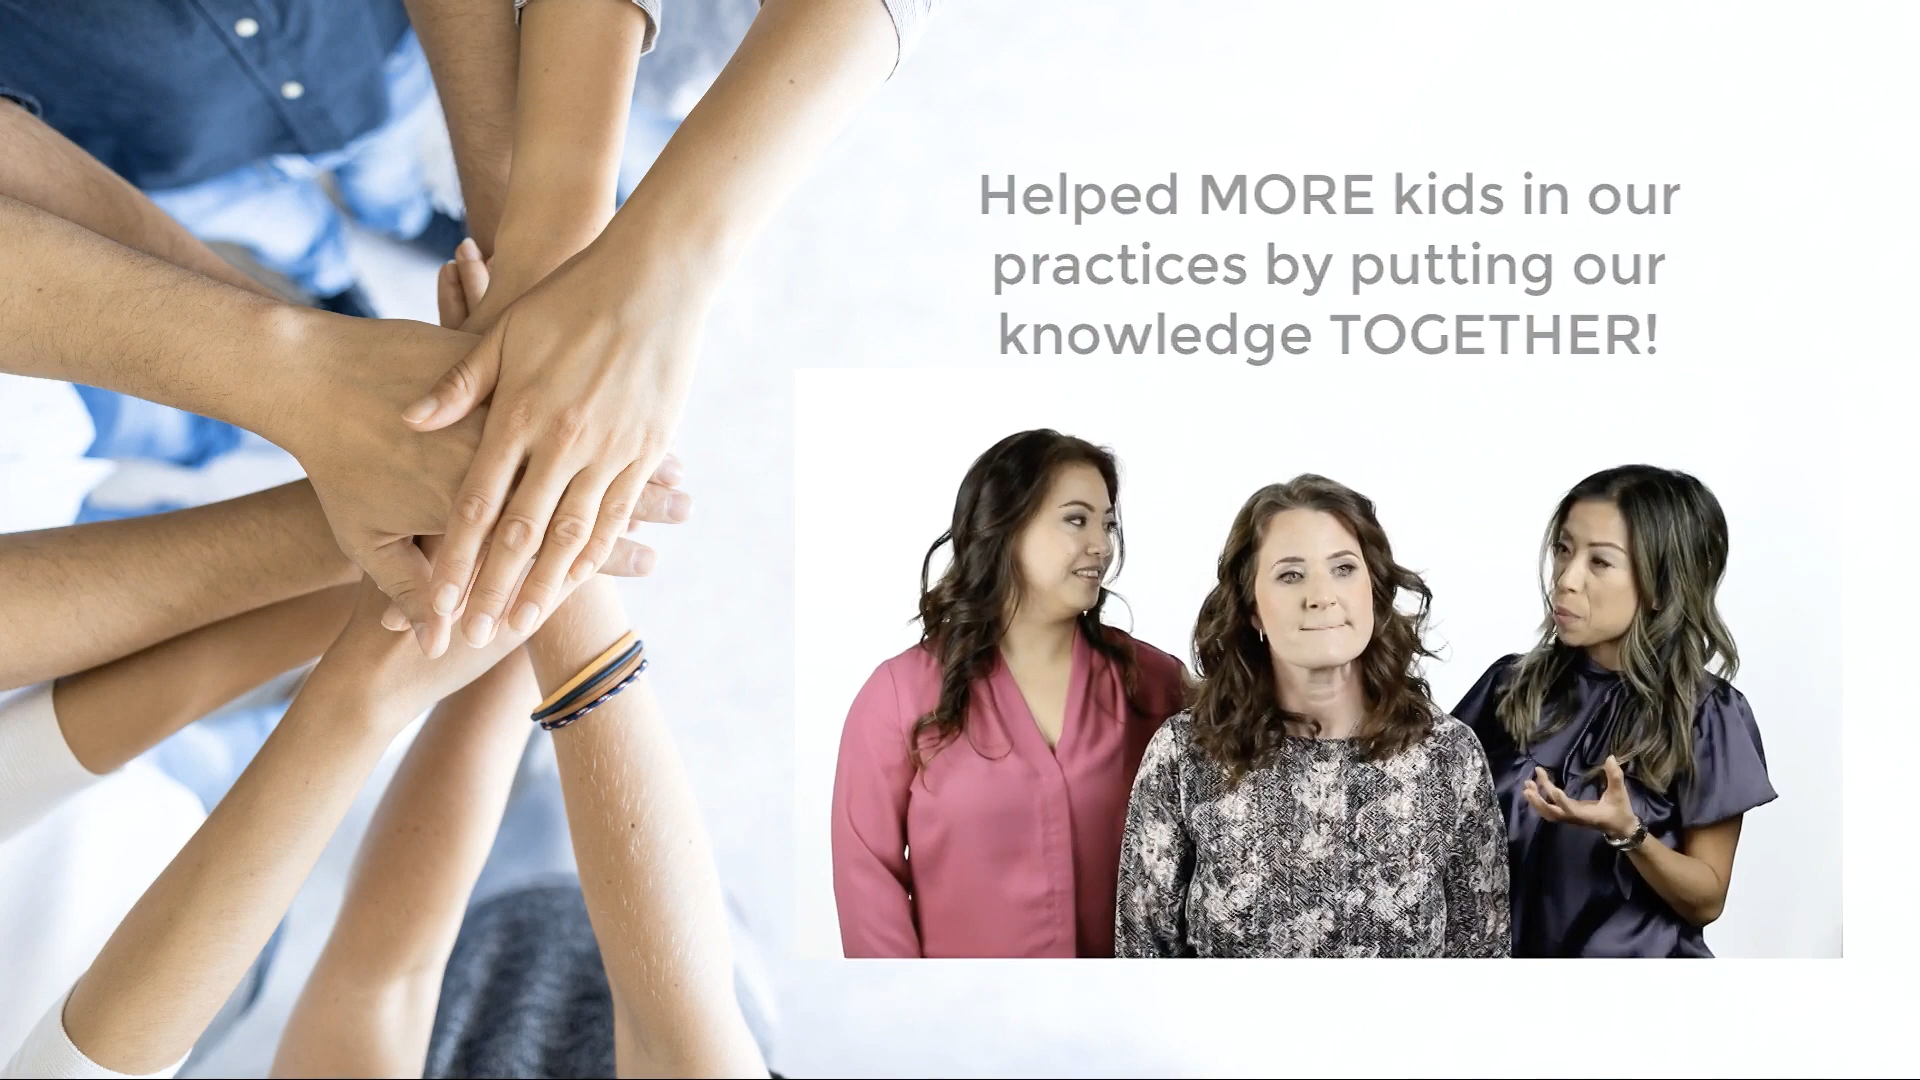 Helped MORE kids in our
practices by putting our
knowledge TOGETHER!